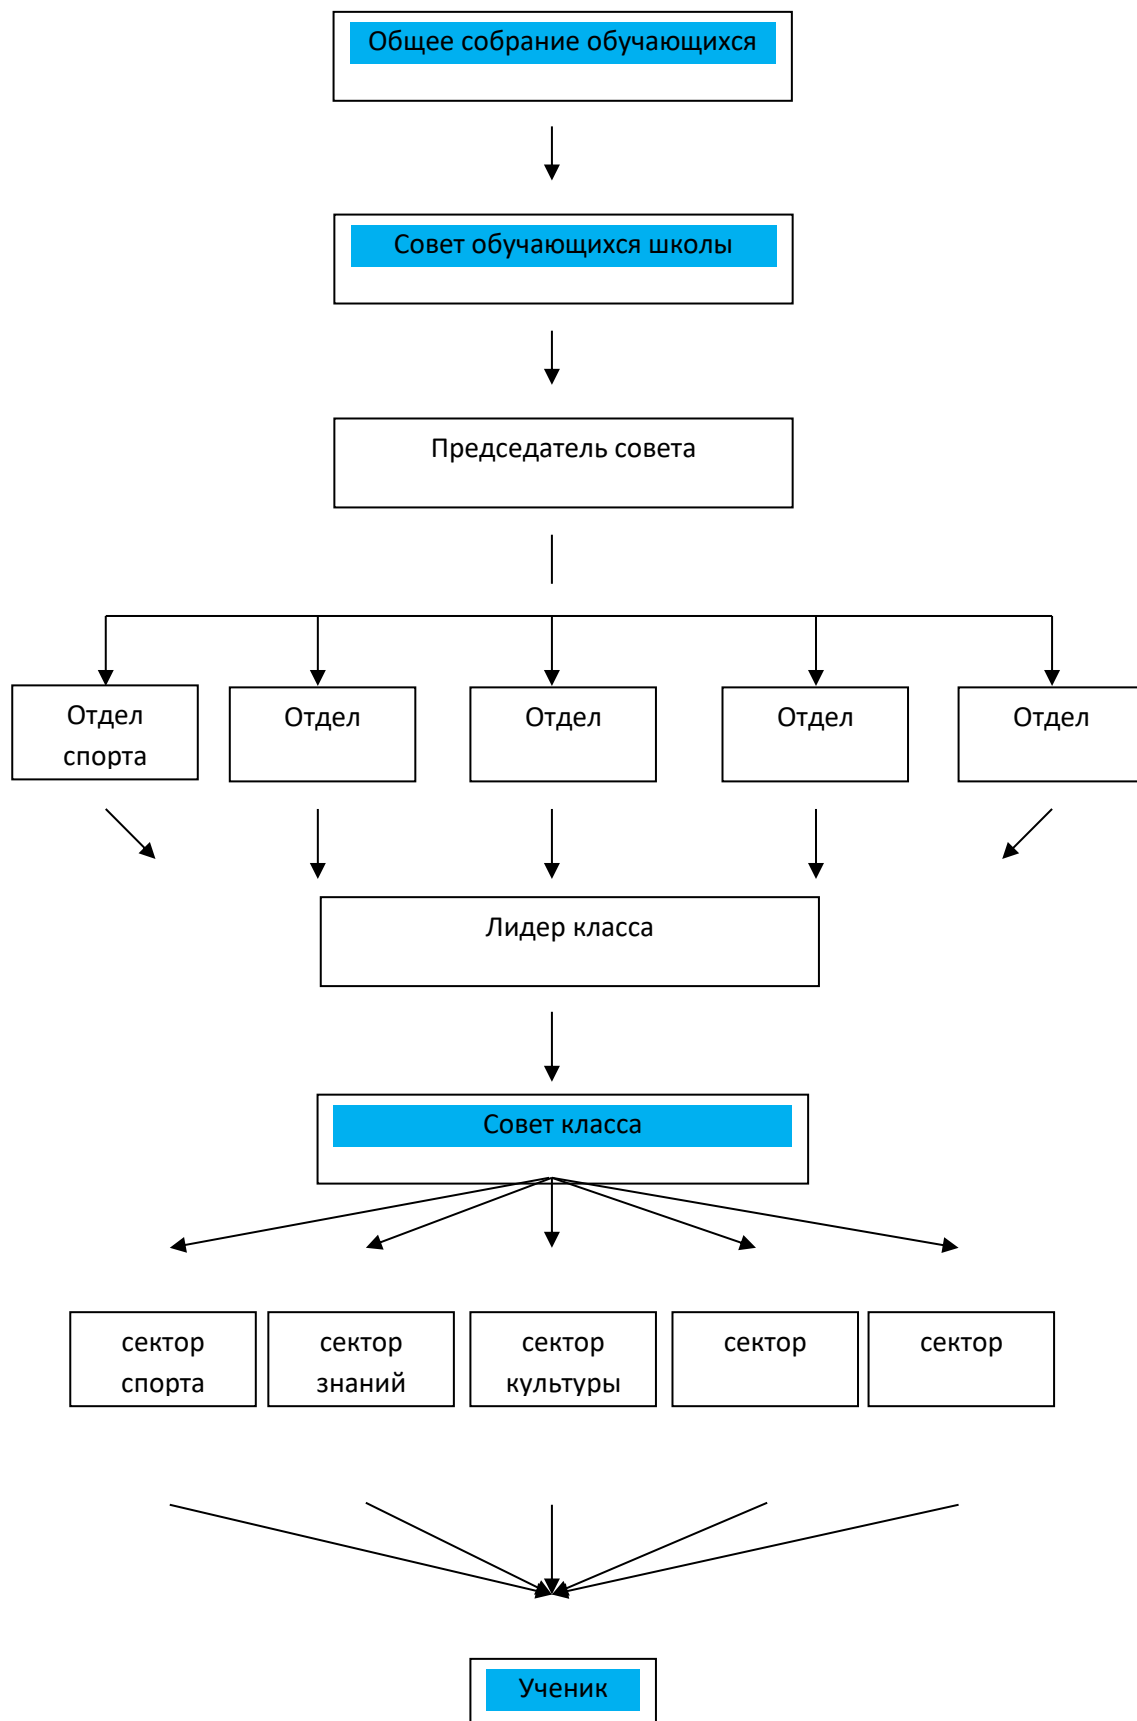 Общее собрание обучающихся
Совет обучающихся школы
Председатель совета
Отдел
спорта
Отдел
Отдел
Отдел
Отдел
Лидер класса
Совет класса
сектор
спорта
сектор
знаний
сектор
культуры
сектор
сектор
Ученик